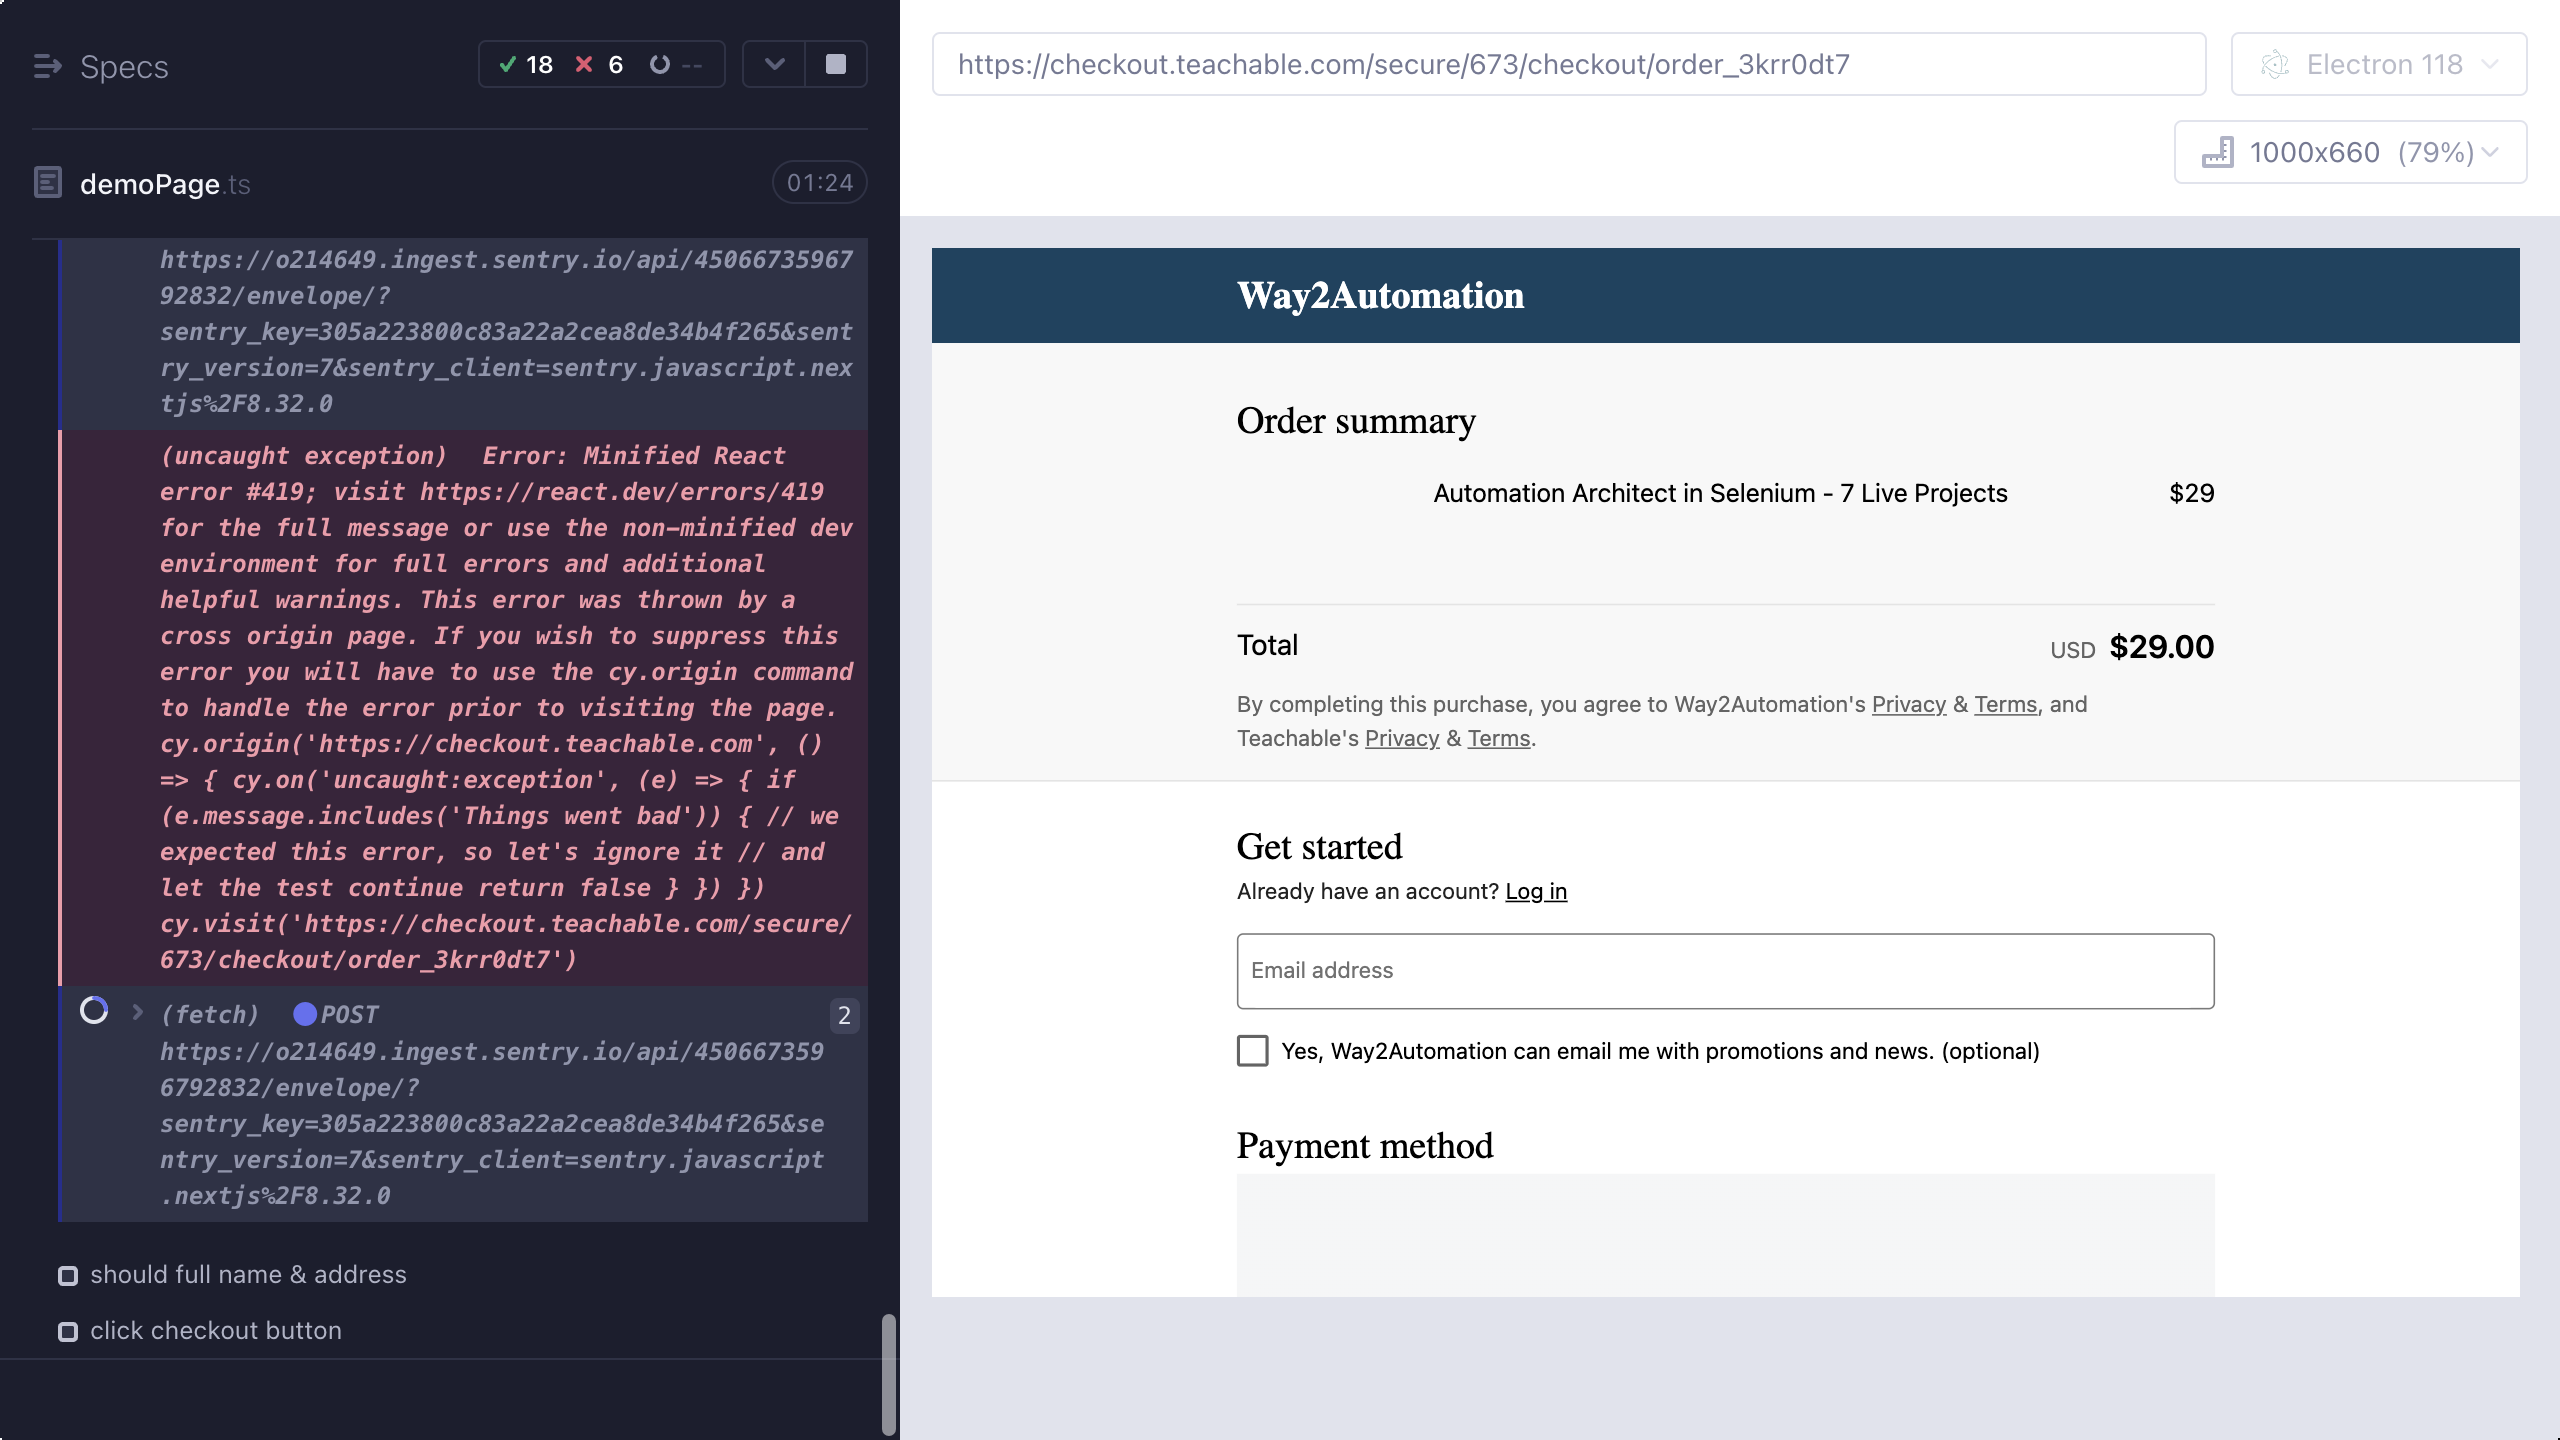 Specs
18 6 --
demoPage.ts
01:24
https://o214649.ingest.sentry.io/api/45066735967
92832/envelope/?
sentry_key=305a223800c83a22a2cea8de34b4f265&sent
ry_version=7&sentry_client=sentry.javascript.nex
tjs%2F8.32.0
(uncaught exception) Error: Minified React
error #419; visit https://react.dev/errors/419
for the full message or use the non-minified dev
environment for full errors and additional
helpful warnings. This error was thrown by a
cross origin page. If you wish to suppress this
error you will have to use the cy.origin command
to handle the error prior to visiting the page.
cy.origin('https://checkout.teachable.com', ()
=> { cy.on('uncaught:exception', (e) => { if
(e.message.includes('Things went bad')) { // we
expected this error, so let's ignore it // and
let the test continue return false } }) })
cy.visit('https://checkout.teachable.com/secure/
673/checkout/order_3krr0dt7')
(fetch) POST 2
https://o214649.ingest.sentry.io/api/450667359
6792832/envelope/?
sentry_key=305a223800c83a22a2cea8de34b4f265&se
ntry_version=7&sentry_client=sentry.javascript
.nextjs%2F8.32.0
should full name & address
click checkout button
https://checkout.teachable.com/secure/673/checkout/order_3krr0dt7
Electron 118
1000x660 (79%)
Way2Automation
Order summary
Automation Architect in Selenium - 7 Live Projects $29
Total USD $29.00
By completing this purchase, you agree to Way2Automation's Privacy & Terms, and
Teachable's Privacy & Terms.
Get started
Already have an account? Log in
Email address
Yes, Way2Automation can email me with promotions and news. (optional)
Payment method